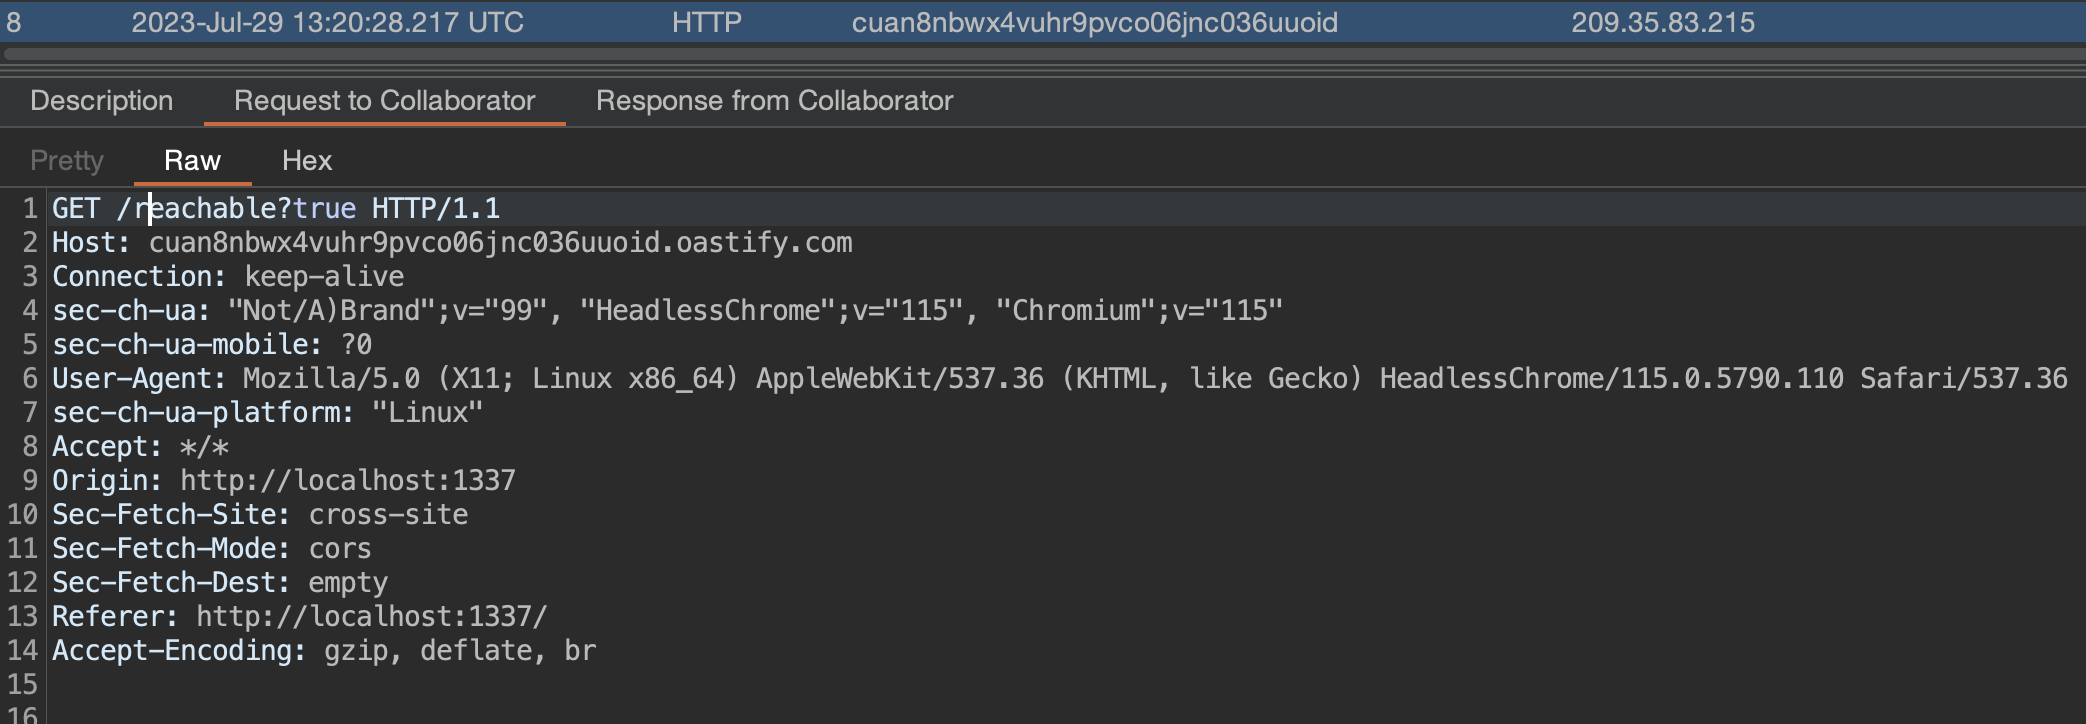 8 2023-Jul-29 13:20:28.217 UTC HTTP cuan8nbwx4vuhr9pvco06jnc036uuoid 209.35.83.215
Description Request to Collaborator Response from Collaborator
Pretty Raw Hex
1 GET /reachable?true HTTP/1.1
2 Host: cuan8nbwx4vuhr9pvco06jnc036uuoid.oastify.com
3 Connection: keep-alive
4 sec-ch-ua: "Not/A)Brand";v="99", "HeadlessChrome";v="115", "Chromium";v="115"
5 sec-ch-ua-mobile: ?0
6 User-Agent: Mozilla/5.0 (X11; Linux x86_64) AppleWebKit/537.36 (KHTML, like Gecko) HeadlessChrome/115.0.5790.110 Safari/537.36
7 sec-ch-ua-platform: "Linux"
8 Accept: */*
9 Origin: http://localhost:1337
10 Sec-Fetch-Site: cross-site
11 Sec-Fetch-Mode: cors
12 Sec-Fetch-Dest: empty
13 Referer: http://localhost:1337/
14 Accept-Encoding: gzip, deflate, br
15
16